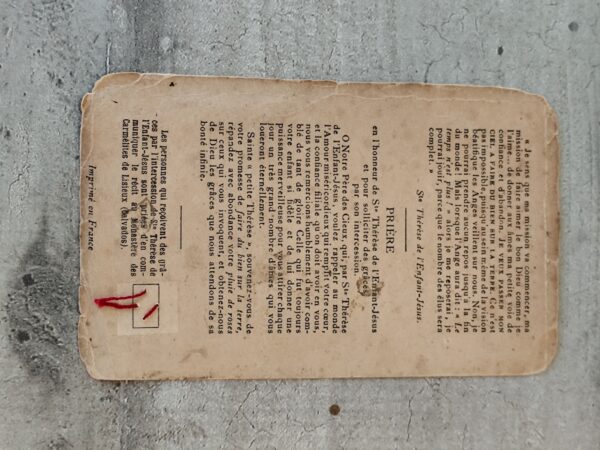 « Je sens que ma mission va commencer, ma
mission de faire aimer le bon Dieu comme je
l'aime, de donner aux âmes ma petite voie de
confiance et d'abandon. JE VEUX PASSER MON
CIEL A FAIRE DU BIEN SUR LA TERRE. Ce n'est
pas impossible, puisqu'au sein même de la vision
béatifique les Anges veillent sur nous. Non, je
ne pourrai prendre aucun repos jusqu'à la fin
du monde! Mais lorsque l'Ange aura dit : « Le
temps n'est plus! » alors je me reposerai, je
pourrai jouir, parce que le nombre des élus sera
complet. »
Ste Thérèse de l'Enfant-Jésus.
PRIÈRE
en l'honneur de Ste Thérèse de l'Enfant-Jésus
et pour solliciter des grâces
par son intercession.
O Notre Père des Cieux, qui, par Ste Thérèse
de l'Enfant-Jésus, voulez rappeler au monde
l'Amour miséricordieux qui remplit votre cœur,
et la confiance filiale qu'on doit avoir en vous,
nous vous remercions humblement d'avoir com-
blé de tant de gloire Celle qui fut toujours
votre enfant si fidèle et de lui donner une
puissance merveilleuse pour vous attirer chaque
jour un très grand nombre d'âmes qui vous
loueront éternellement.
Sainte « petite Thérèse », souvenez-vous de
votre promesse de faire du bien sur la terre,
répandez avec abondance votre pluie de roses
sur ceux qui vous invoquent, et obtenez-nous
de Dieu les grâces que nous attendons de sa
bonté infinie.
Les personnes qui reçoivent des grâ-
ces par l'intercession de Ste Thérèse de
l'Enfant-Jésus sont priées d'en com-
muniquer le récit au Monastère des
Carmélites de Lisieux (Calvados).
Imprimé en France